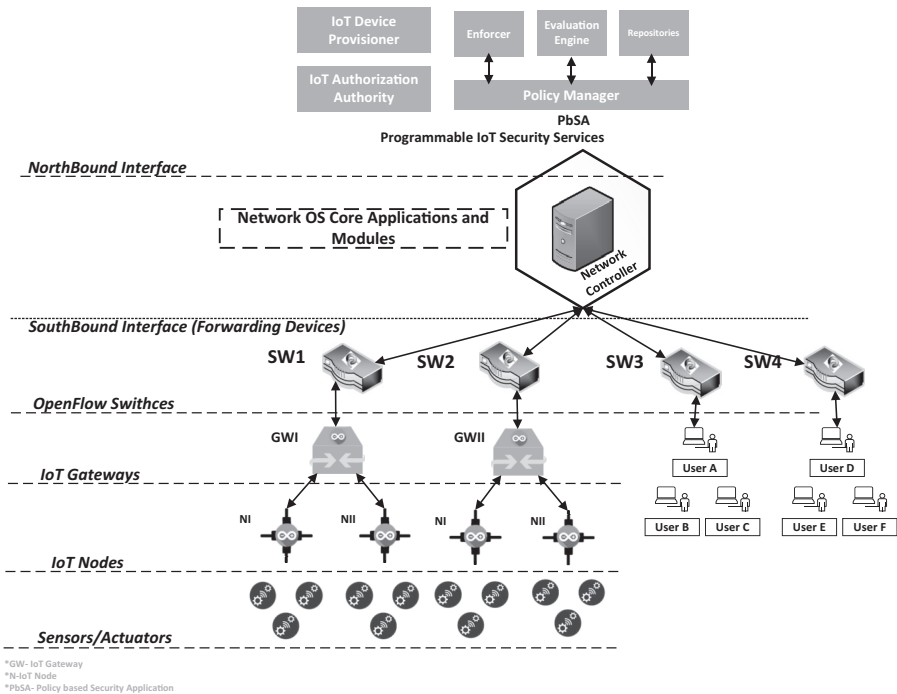 IoT Device
Provisioner
Enforcer
Evaluation
Engine
Repositories
IoT Authorization
Authority
Policy Manager
PbSA
Programmable IoT Security Services
NorthBound Interface
Network OS Core Applications and
Modules
Network
Controller
SouthBound Interface (Forwarding Devices)
SW1
SW2
SW3
SW4
OpenFlow Swithces
GWI
GWII
User A
User D
IoT Gateways
User B
User C
User E
User F
NI
NII
NI
NII
IoT Nodes
Sensors/Actuators
*GW- IoT Gateway
*N-IoT Node
*PbSA- Policy based Security Application